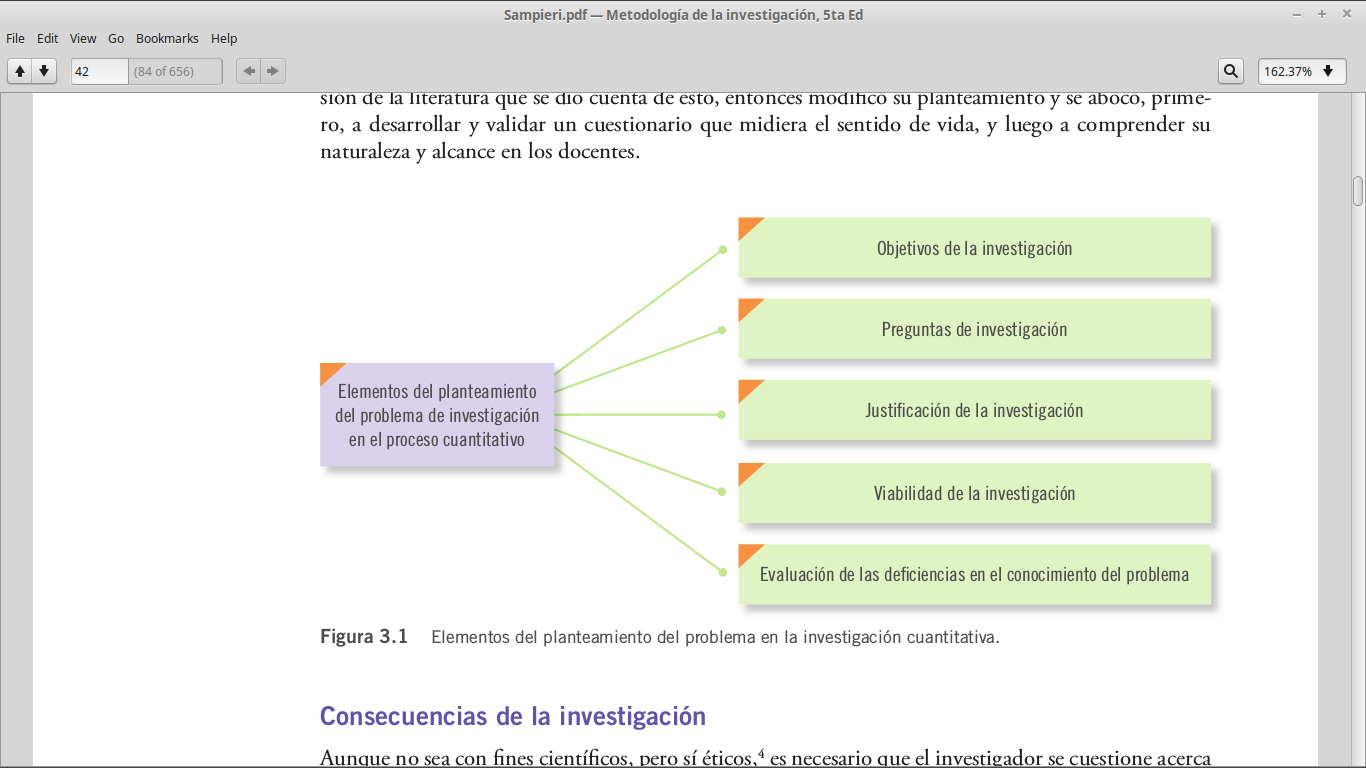 Sampieri.pdf — Metodología de la investigación, 5ta Ed
File Edit View Go Bookmarks Help
42 (84 of 656) 162.37%
sión de la literatura que se dio cuenta de esto, entonces modificó su planteamiento y se abocó, prime-
ro, a desarrollar y validar un cuestionario que midiera el sentido de vida, y luego a comprender su
naturaleza y alcance en los docentes.
Elementos del planteamiento
del problema de investigación
en el proceso cuantitativo
Objetivos de la investigación
Preguntas de investigación
Justificación de la investigación
Viabilidad de la investigación
Evaluación de las deficiencias en el conocimiento del problema
Figura 3.1 Elementos del planteamiento del problema en la investigación cuantitativa.
Consecuencias de la investigación
Aunque no sea con fines científicos, pero sí éticos,⁴ es necesario que el investigador se cuestione acerca